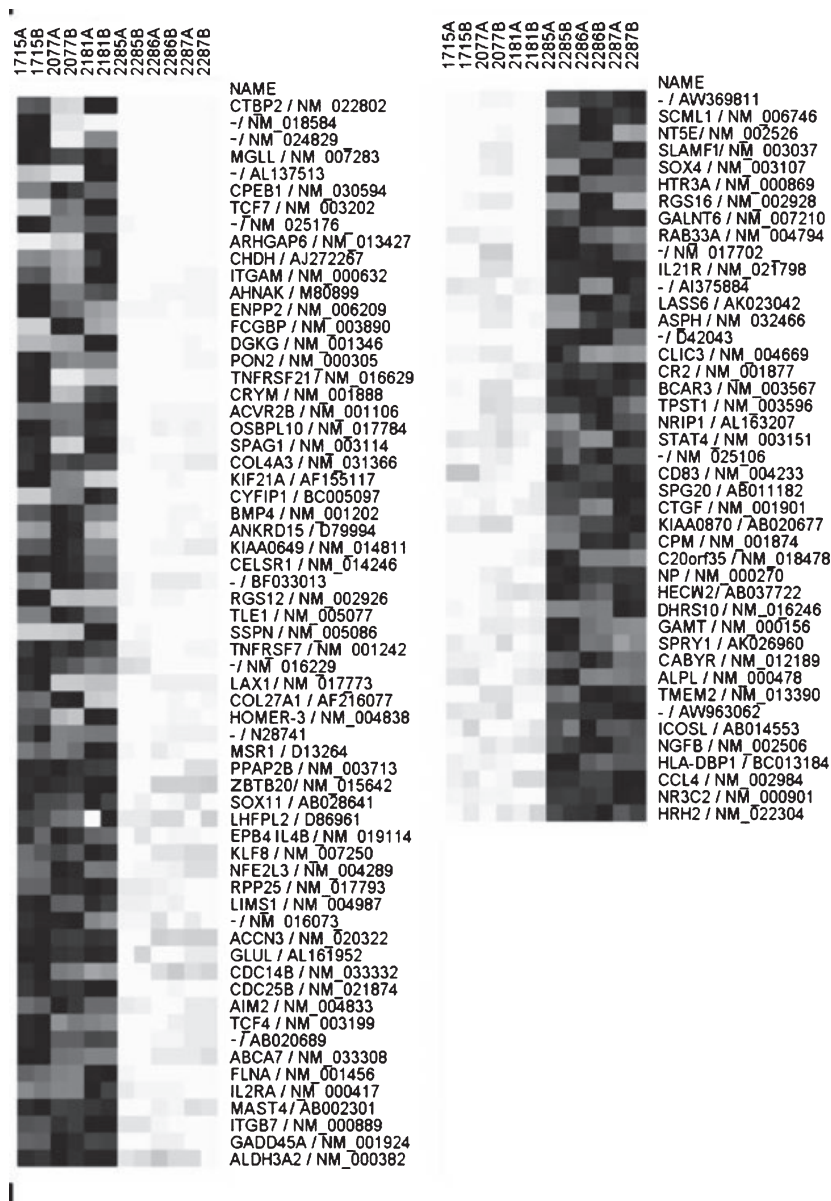 1715A
1715B
2077A
2077B
2181A
2181B
2285A
2285B
2286A
2286B
2287A
2287B
NAME
CTBP2 / NM_022802
-/ NM_018584
-/ NM_024829
MGLL / NM_007283
-/ AL137513
CPEB1 / NM_030594
TCF7 / NM_003202
-/ NM_025176
ARHGAP6 / NM_013427
CHDH / AJ272267
ITGAM / NM_000632
AHNAK / M80899
ENPP2 / NM_006209
FCGBP / NM_003890
DGKG / NM_001346
PON2 / NM_000305
TNFRSF21 / NM_016629
CRYM / NM_001888
ACVR2B / NM_001106
OSBPL10 / NM_017784
SPAG1 / NM_003114
COL4A3 / NM_031366
KIF21A / AF155117
CYFIP1 / BC005097
BMP4 / NM_001202
ANKRD15 / D79994
KIAA0649 / NM_014811
CELSR1 / NM_014246
- / BF033013
RGS12 / NM_002926
TLE1 / NM_005077
SSPN / NM_005086
TNFRSF7 / NM_001242
-/ NM_016229
LAX1 / NM_017773
COL27A1 / AF216077
HOMER-3 / NM_004838
- / N28741
MSR1 / D13264
PPAP2B / NM_003713
ZBTB20/ NM_015642
SOX11 / AB028641
LHFPL2 / D86961
EPB4IL4B / NM_019114
KLF8 / NM_007250
NFE2L3 / NM_004289
RPP25 / NM_017793
LIMS1 / NM_004987
-/ NM_016073
ACCN3 / NM_020322
GLUL / AL161952
CDC14B / NM_033332
CDC25B / NM_021874
AIM2 / NM_004833
TCF4 / NM_003199
-/ AB020689
ABCA7 / NM_033308
FLNA / NM_001456
IL2RA / NM_000417
MAST4/ AB002301
ITGB7 / NM_000889
GADD45A / NM_001924
ALDH3A2 / NM_000382
1715A
1715B
2077A
2077B
2181A
2181B
2285A
2285B
2286A
2286B
2287A
2287B
NAME
- / AW369811
SCML1 / NM_006746
NT5E/ NM_002526
SLAMF1/ NM_003037
SOX4 / NM_003107
HTR3A / NM_000869
RGS16 / NM_002928
GALNT6 / NM_007210
RAB33A / NM_004794
-/ NM_017702
IL21R / NM_021798
- / AI375884
LASS6 / AK023042
ASPH / NM_032466
-/ D42043
CLIC3 / NM_004669
CR2 / NM_001877
BCAR3 / NM_003567
TPST1 / NM_003596
NRIP1 / AL163207
STAT4 / NM_003151
-/ NM_025106
CD83 / NM_004233
SPG20 / AB011182
CTGF / NM_001901
KIAA0870 / AB020677
CPM / NM_001874
C20orf35 / NM_018478
NP / NM_000270
HECW2/ AB037722
DHRS10 / NM_016246
GAMT / NM_000156
SPRY1 / AK026960
CABYR / NM_012189
ALPL / NM_000478
TMEM2 / NM_013390
- / AW963062
ICOSL / AB014553
NGFB / NM_002506
HLA-DBP1 / BC013184
CCL4 / NM_002984
NR3C2 / NM_000901
HRH2 / NM_022304